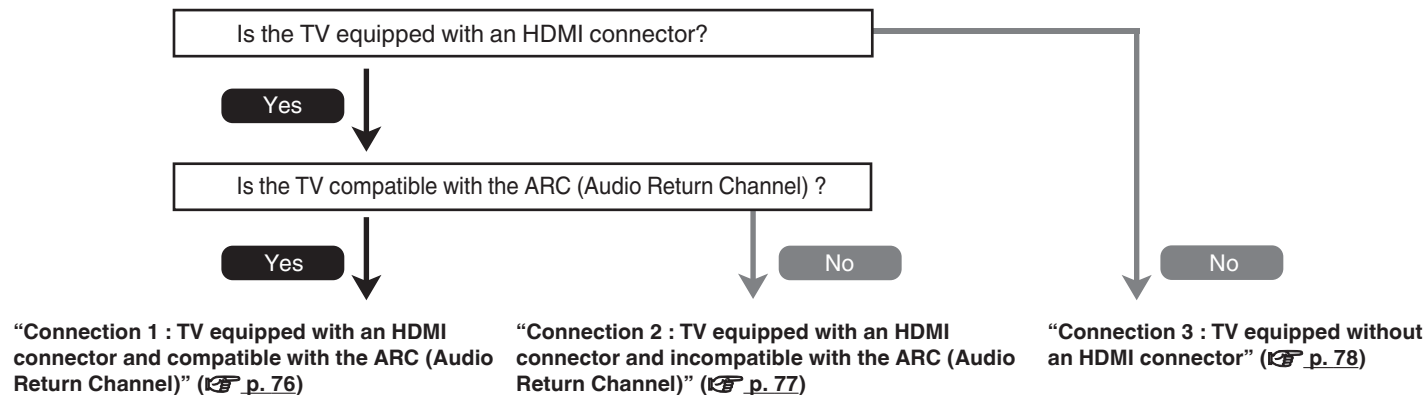 Is the TV equipped with an HDMI connector?
Yes
Is the TV compatible with the ARC (Audio Return Channel) ?
Yes
No
No
“Connection 1 : TV equipped with an HDMI
connector and compatible with the ARC (Audio
Return Channel)” (☞ p. 76)
“Connection 2 : TV equipped with an HDMI
connector and incompatible with the ARC (Audio
Return Channel)” (☞ p. 77)
“Connection 3 : TV equipped without
an HDMI connector” (☞ p. 78)